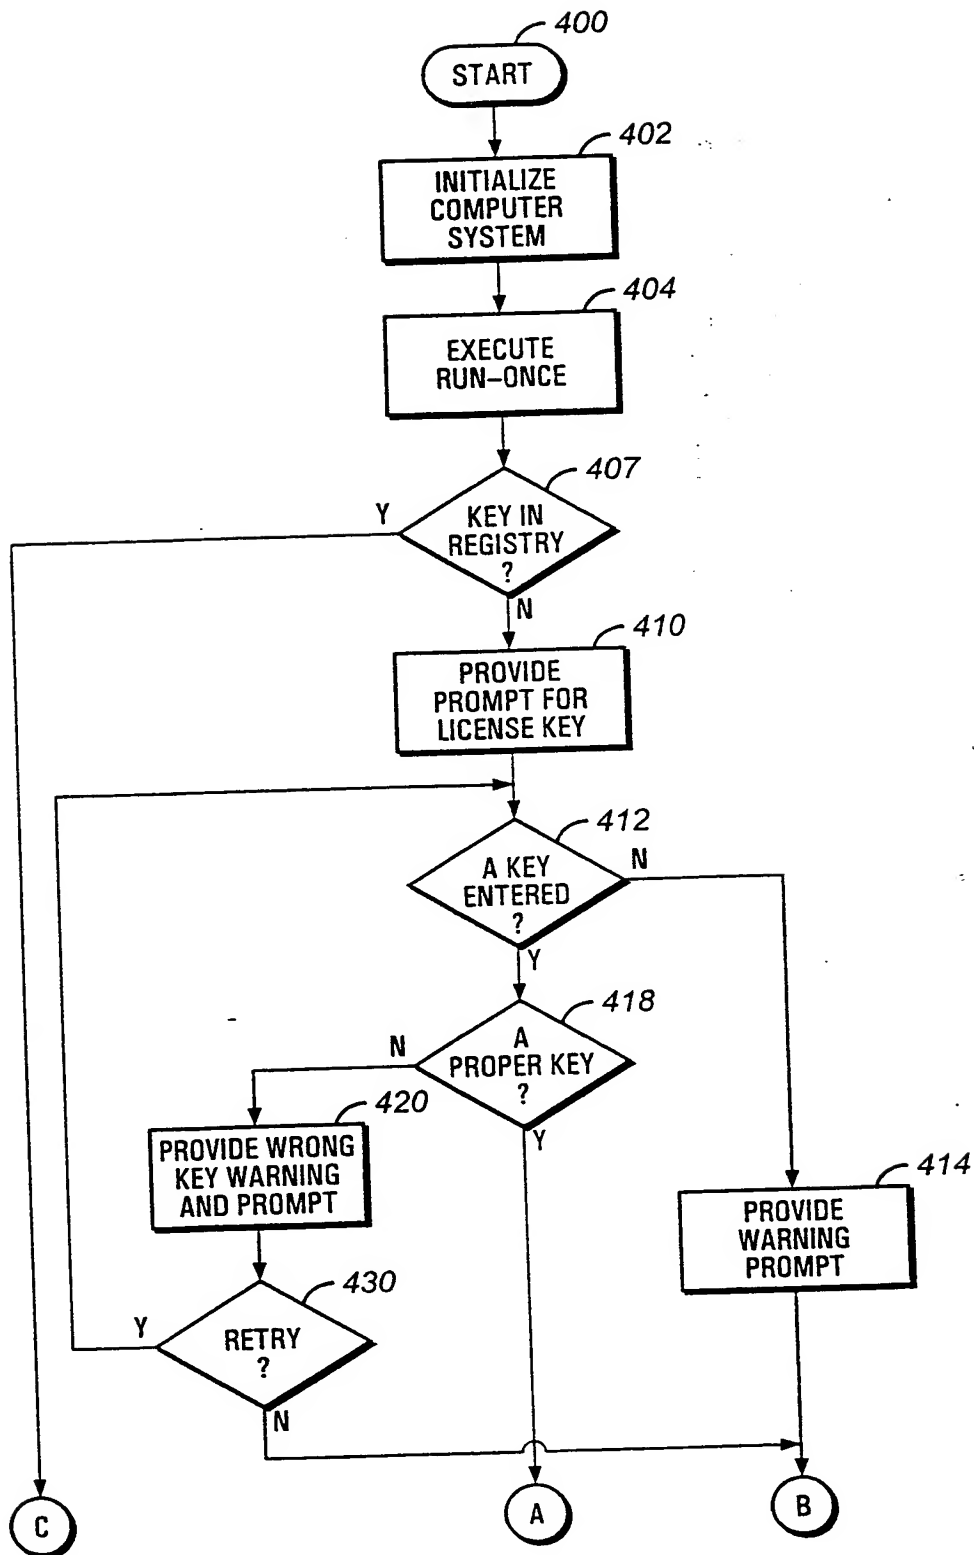 400
START
402
INITIALIZE
COMPUTER
SYSTEM
404
EXECUTE
RUN-ONCE
407
Y
KEY IN
REGISTRY
?
N
410
PROVIDE
PROMPT FOR
LICENSE KEY
412
N
A KEY
ENTERED
?
Y
418
N
A
PROPER KEY
?
Y
420
PROVIDE WRONG
KEY WARNING
AND PROMPT
414
PROVIDE
WARNING
PROMPT
430
Y
RETRY
?
N
C
A
B